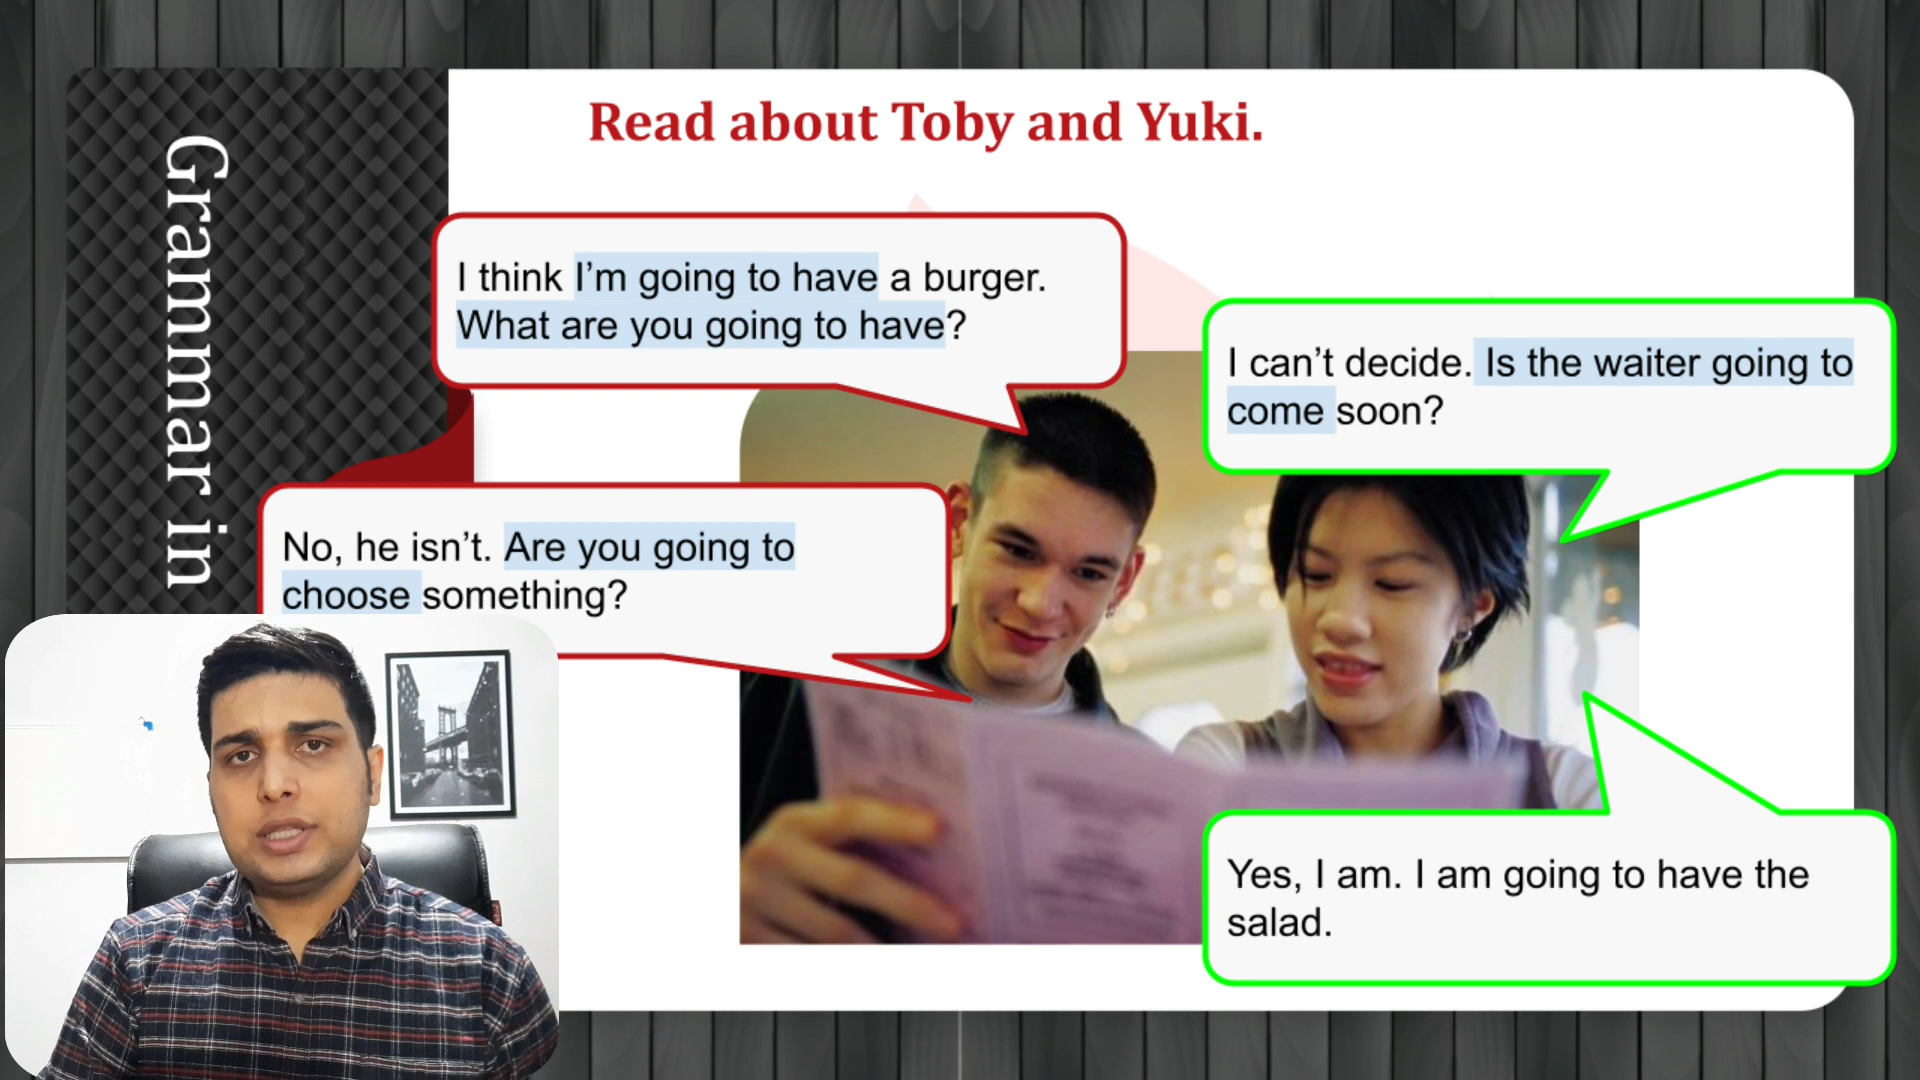 Grammar in
Read about Toby and Yuki.
I think I’m going to have a burger.
What are you going to have?
I can’t decide. Is the waiter going to
come soon?
No, he isn’t. Are you going to
choose something?
Yes, I am. I am going to have the
salad.